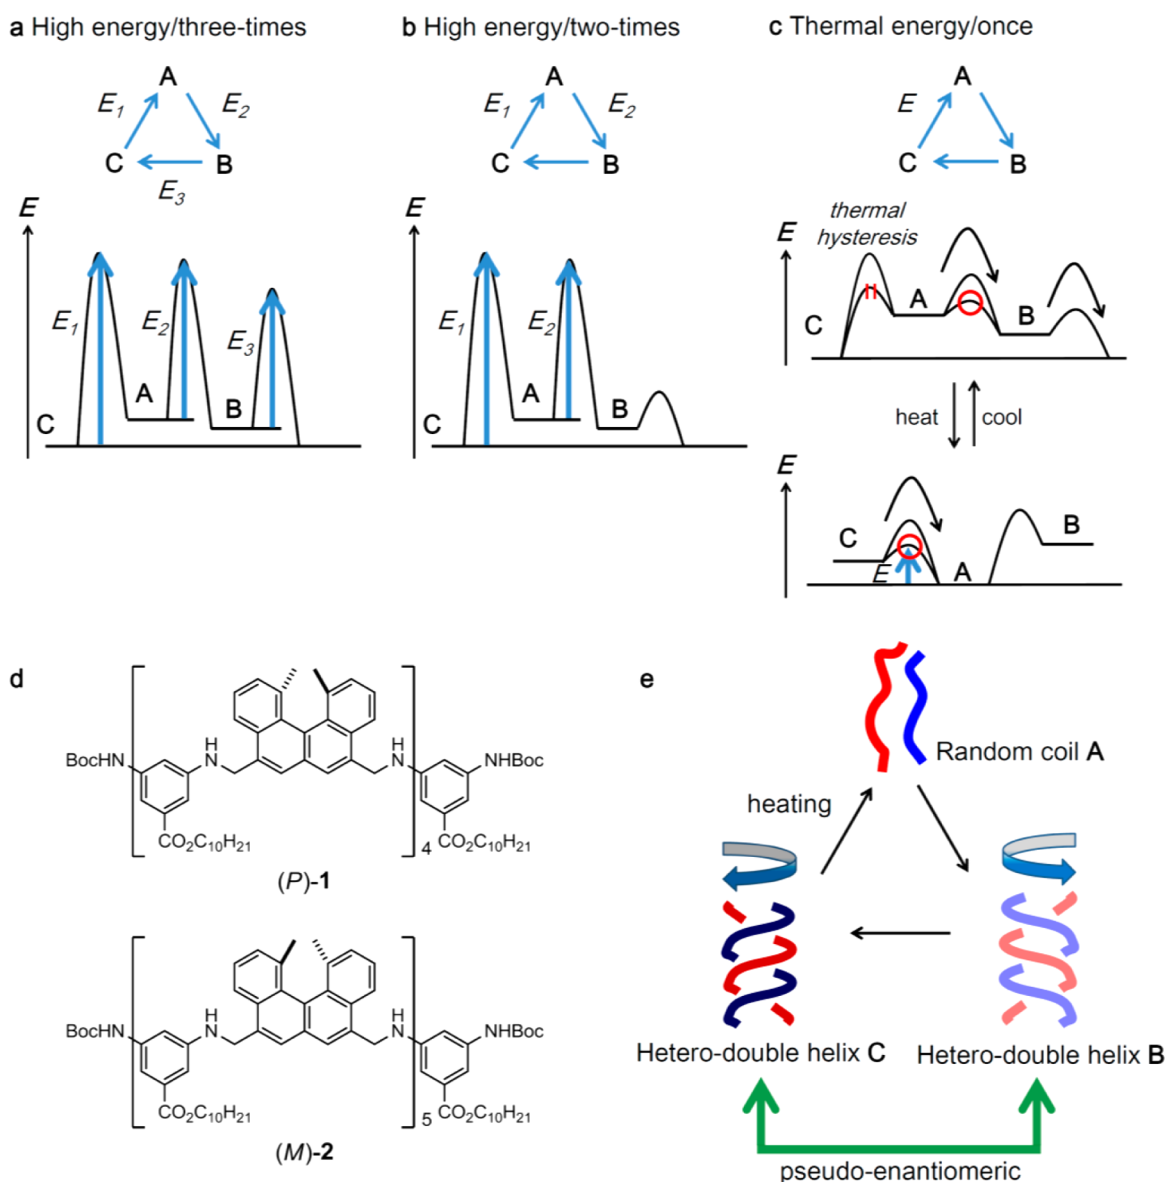 a High energy/three-times
A
E1
E2
C
B
E3
E
E1
E2
E3
A
B
C
b High energy/two-times
A
E1
E2
C
B
E
E1
E2
A
B
C
c Thermal energy/once
A
E
C
B
thermal
hysteresis
E
A
B
C
heat
cool
E
C
B
E
A
d
H
N
H
N
BocHN
NHBoc
CO2C10H21
4
CO2C10H21
(P)-1
H
N
H
N
BocHN
NHBoc
CO2C10H21
5
CO2C10H21
(M)-2
e
Random coil A
heating
Hetero-double helix C
Hetero-double helix B
pseudo-enantiomeric